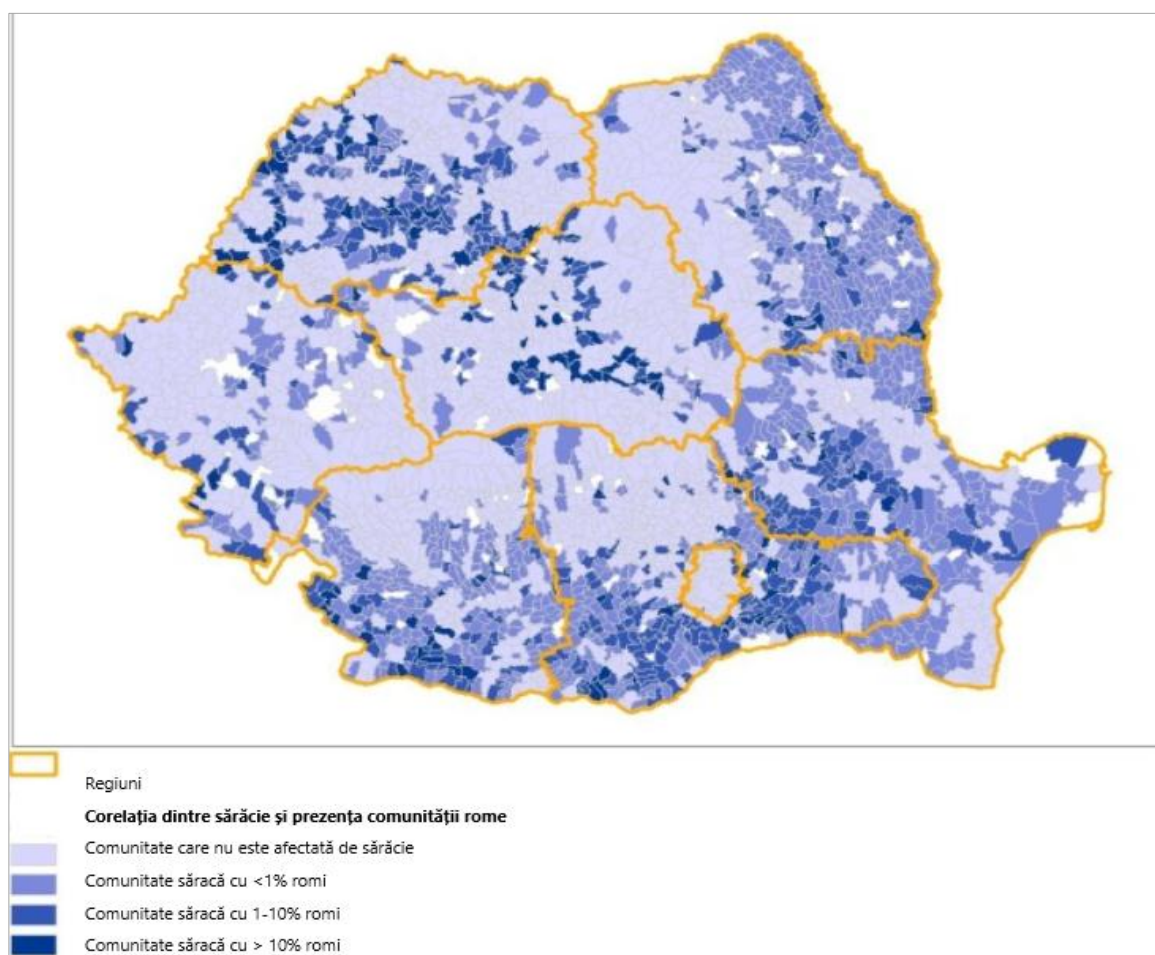 Regiuni
Corelația dintre sărăcie și prezența comunității rome
Comunitate care nu este afectată de sărăcie
Comunitate săracă cu <1% romi
Comunitate săracă cu 1-10% romi
Comunitate săracă cu > 10% romi